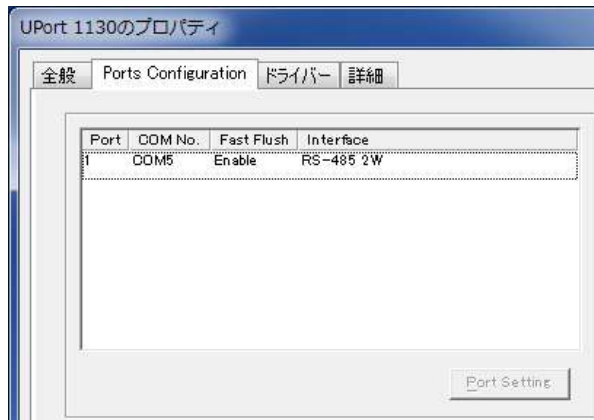 UPort 1130のプロパティ
全般 Ports Configuration ドライバー 詳細
Port COM No. Fast Flush Interface
1 COM5 Enable RS-485 2W
Port Setting